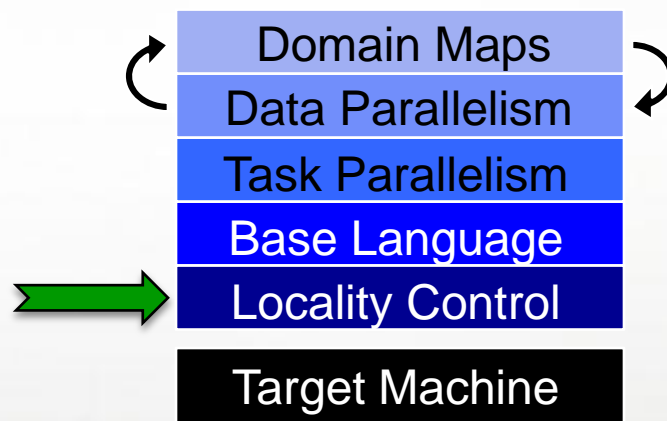 Domain Maps
Data Parallelism
Task Parallelism
Base Language
Locality Control
Target Machine